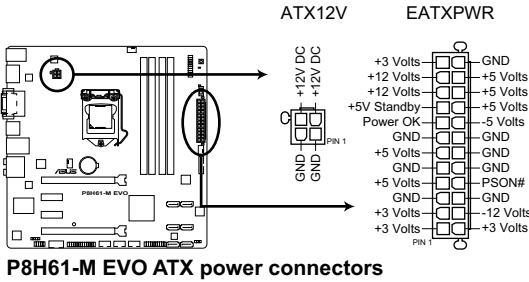 ATX12V
EATXPWR
+12V DC
+12V DC
GND
GND
PIN 1
+3 Volts
+12 Volts
+12 Volts
+5V Standby
Power OK
GND
+5 Volts
GND
+5 Volts
GND
+3 Volts
+3 Volts
PIN 1
GND
+5 Volts
+5 Volts
+5 Volts
-5 Volts
GND
GND
GND
PSON#
GND
-12 Volts
+3 Volts
ASUS
P8H61-M EVO
P8H61-M EVO ATX power connectors